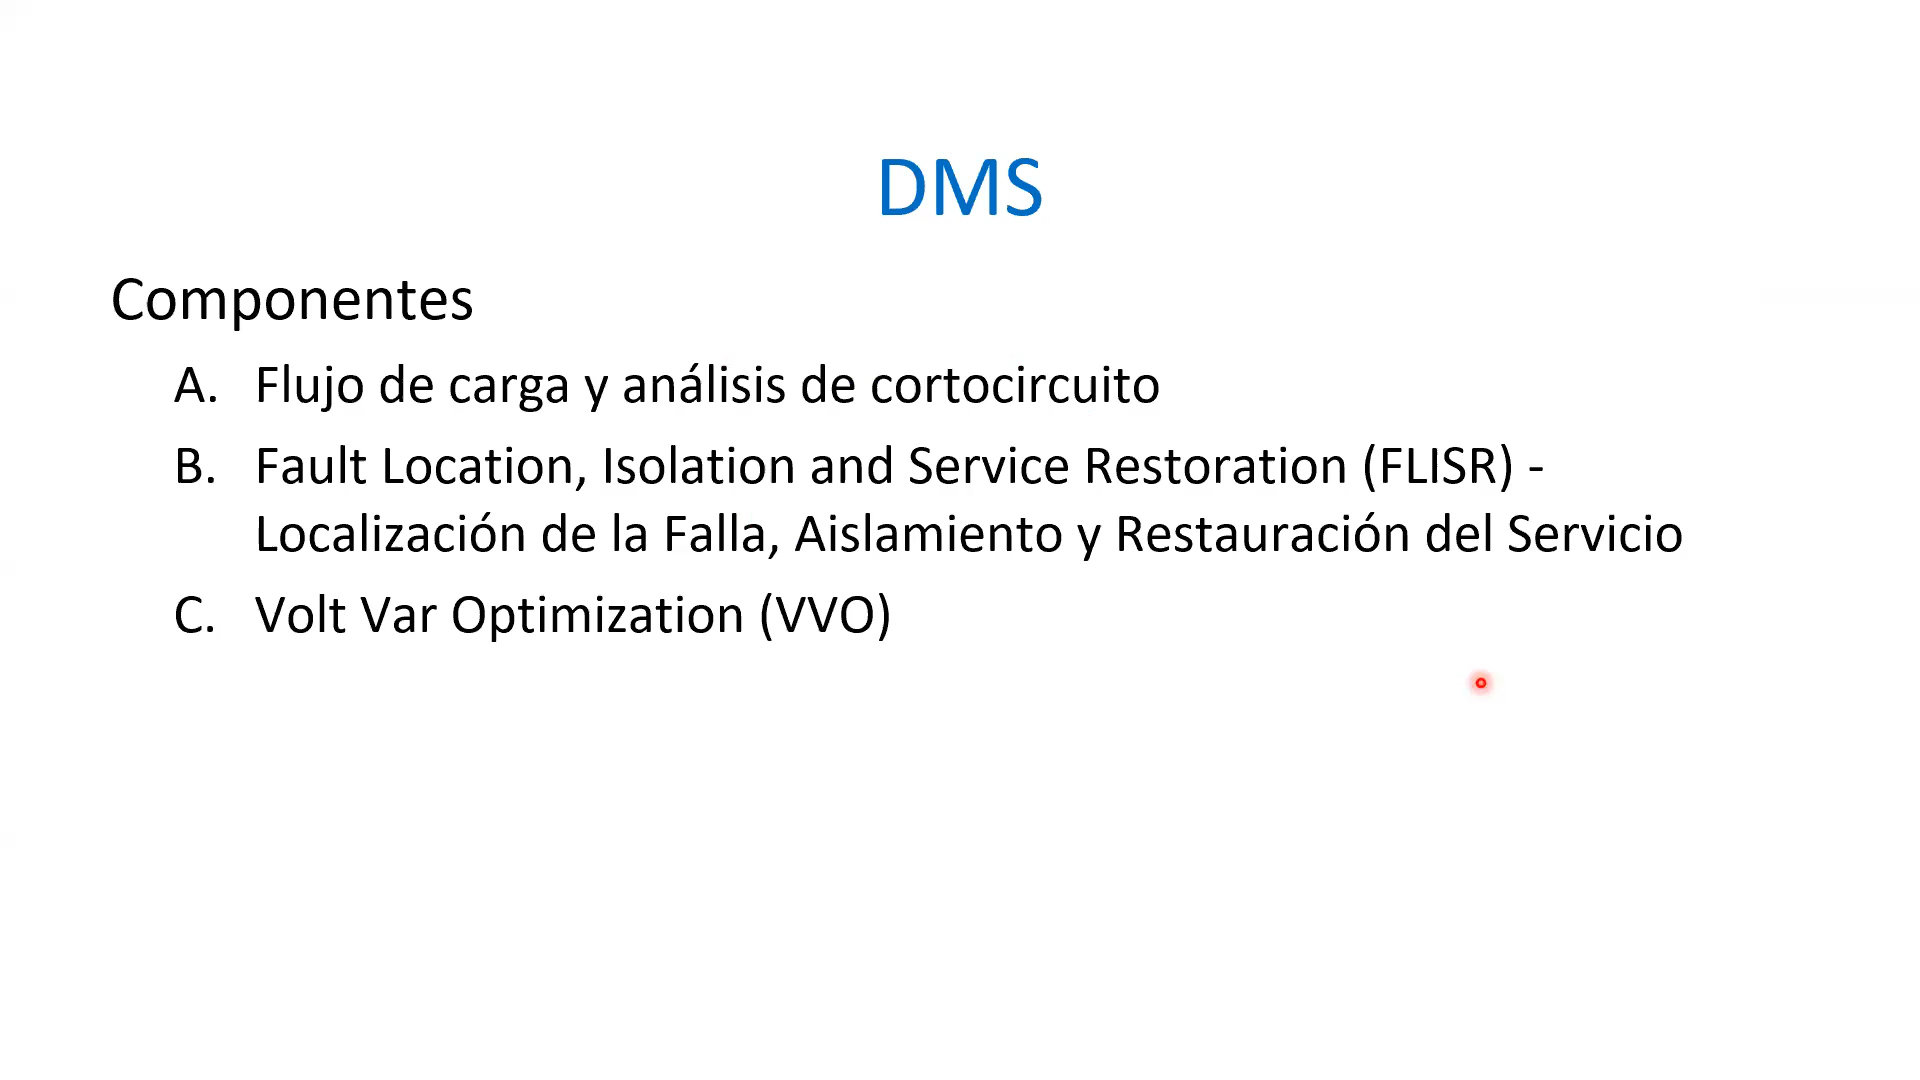 DMS
Componentes
A. Flujo de carga y análisis de cortocircuito
B. Fault Location, Isolation and Service Restoration (FLISR) -
Localización de la Falla, Aislamiento y Restauración del Servicio
C. Volt Var Optimization (VVO)